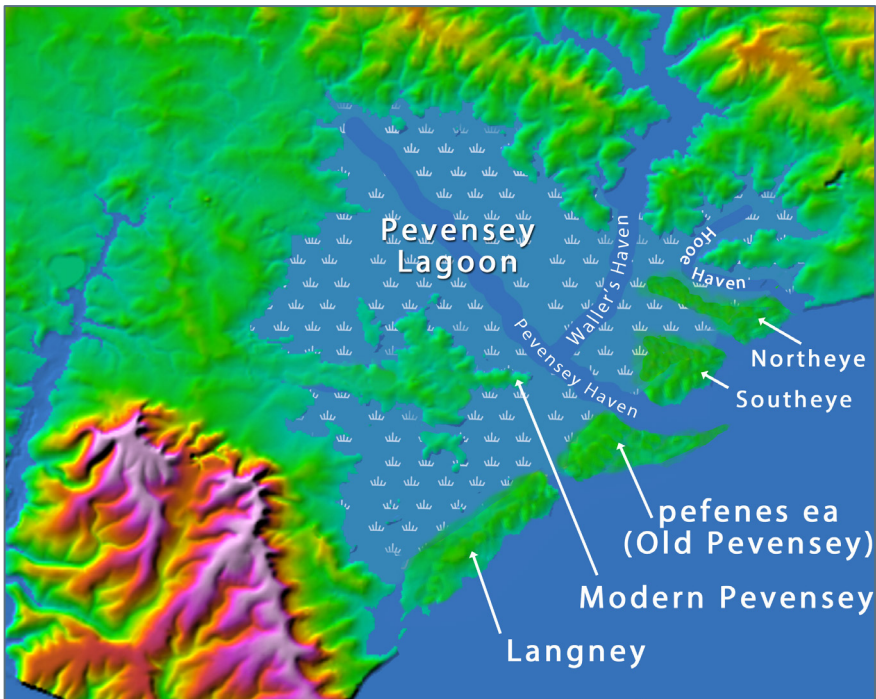 Pevensey
Lagoon
Waller's Haven
Hooe
Haven
Pevensey Haven
Northeye
Southeye
pefenes ea
(Old Pevensey)
Modern Pevensey
Langney